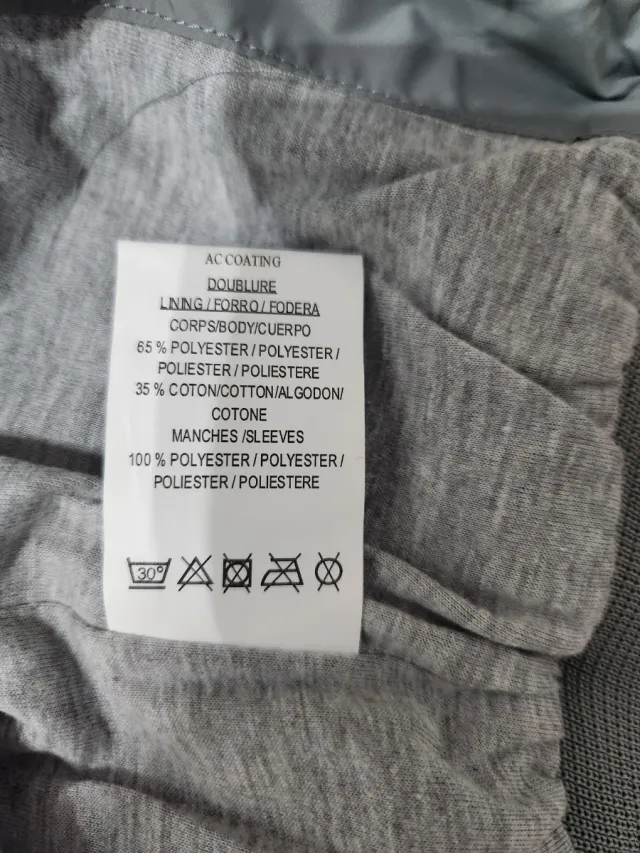 AC COATING
DOUBLURE
LINING / FORRO / FODERA
CORPS/BODY/CUERPO
65 % POLYESTER / POLYESTER /
POLIESTER / POLIESTERE
35 % COTON/COTTON/ALGODON/
COTONE
MANCHES /SLEEVES
100 % POLYESTER / POLYESTER /
POLIESTER / POLIESTERE
30°